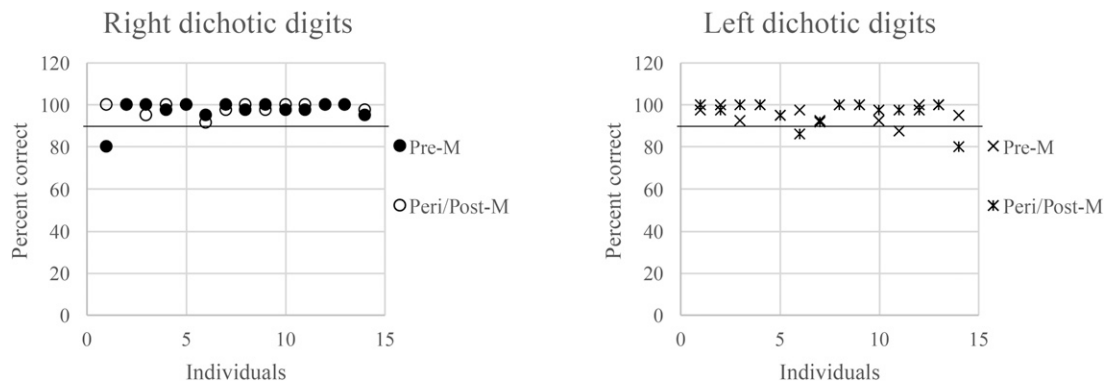 Right dichotic digits
120
100
80
60
40
20
0
0 5 10 15
Percent correct
Individuals
Pre-M
Peri/Post-M
Left dichotic digits
120
100
80
60
40
20
0
0 5 10 15
Percent correct
Individuals
Pre-M
Peri/Post-M